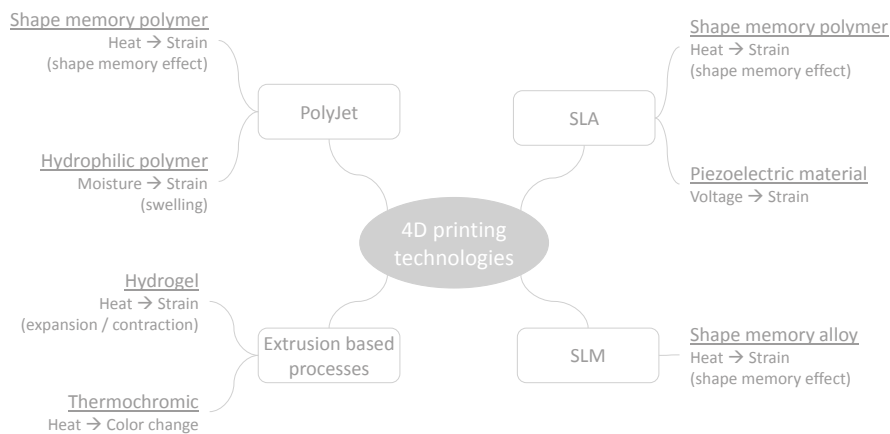 Shape memory polymer
Heat → Strain
(shape memory effect)
PolyJet
Hydrophilic polymer
Moisture → Strain
(swelling)
Shape memory polymer
Heat → Strain
(shape memory effect)
SLA
Piezoelectric material
Voltage → Strain
4D printing
technologies
Hydrogel
Heat → Strain
(expansion / contraction)
Extrusion based
processes
Thermochromic
Heat → Color change
SLM
Shape memory alloy
Heat → Strain
(shape memory effect)